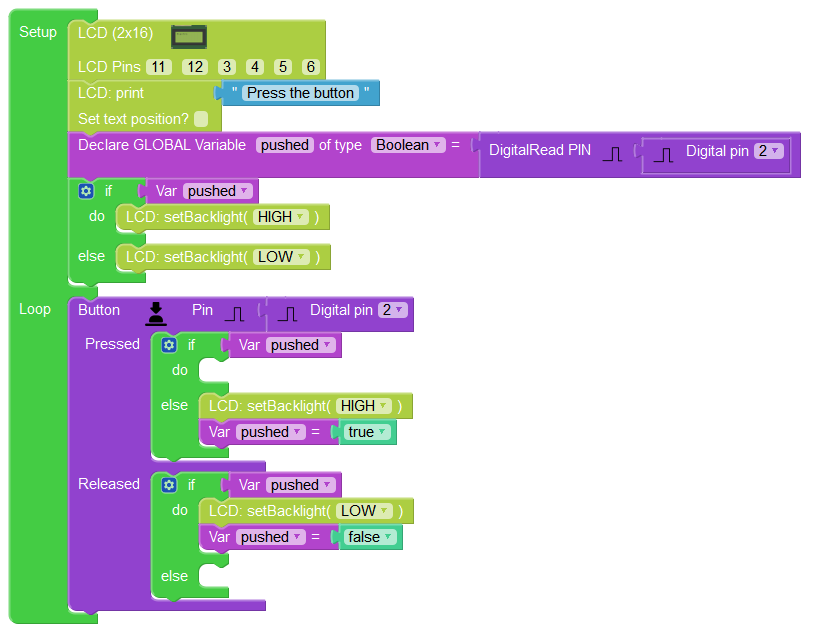 Setup
LCD (2x16)
LCD Pins 11 12 3 4 5 6
LCD: print " Press the button "
Set text position?
Declare GLOBAL Variable pushed of type Boolean = DigitalRead PIN Digital pin 2
if Var pushed
do LCD: setBacklight( HIGH )
else LCD: setBacklight( LOW )
Loop
Button Pin Digital pin 2
Pressed if Var pushed
do
else LCD: setBacklight( HIGH )
Var pushed = true
Released if Var pushed
do LCD: setBacklight( LOW )
Var pushed = false
else